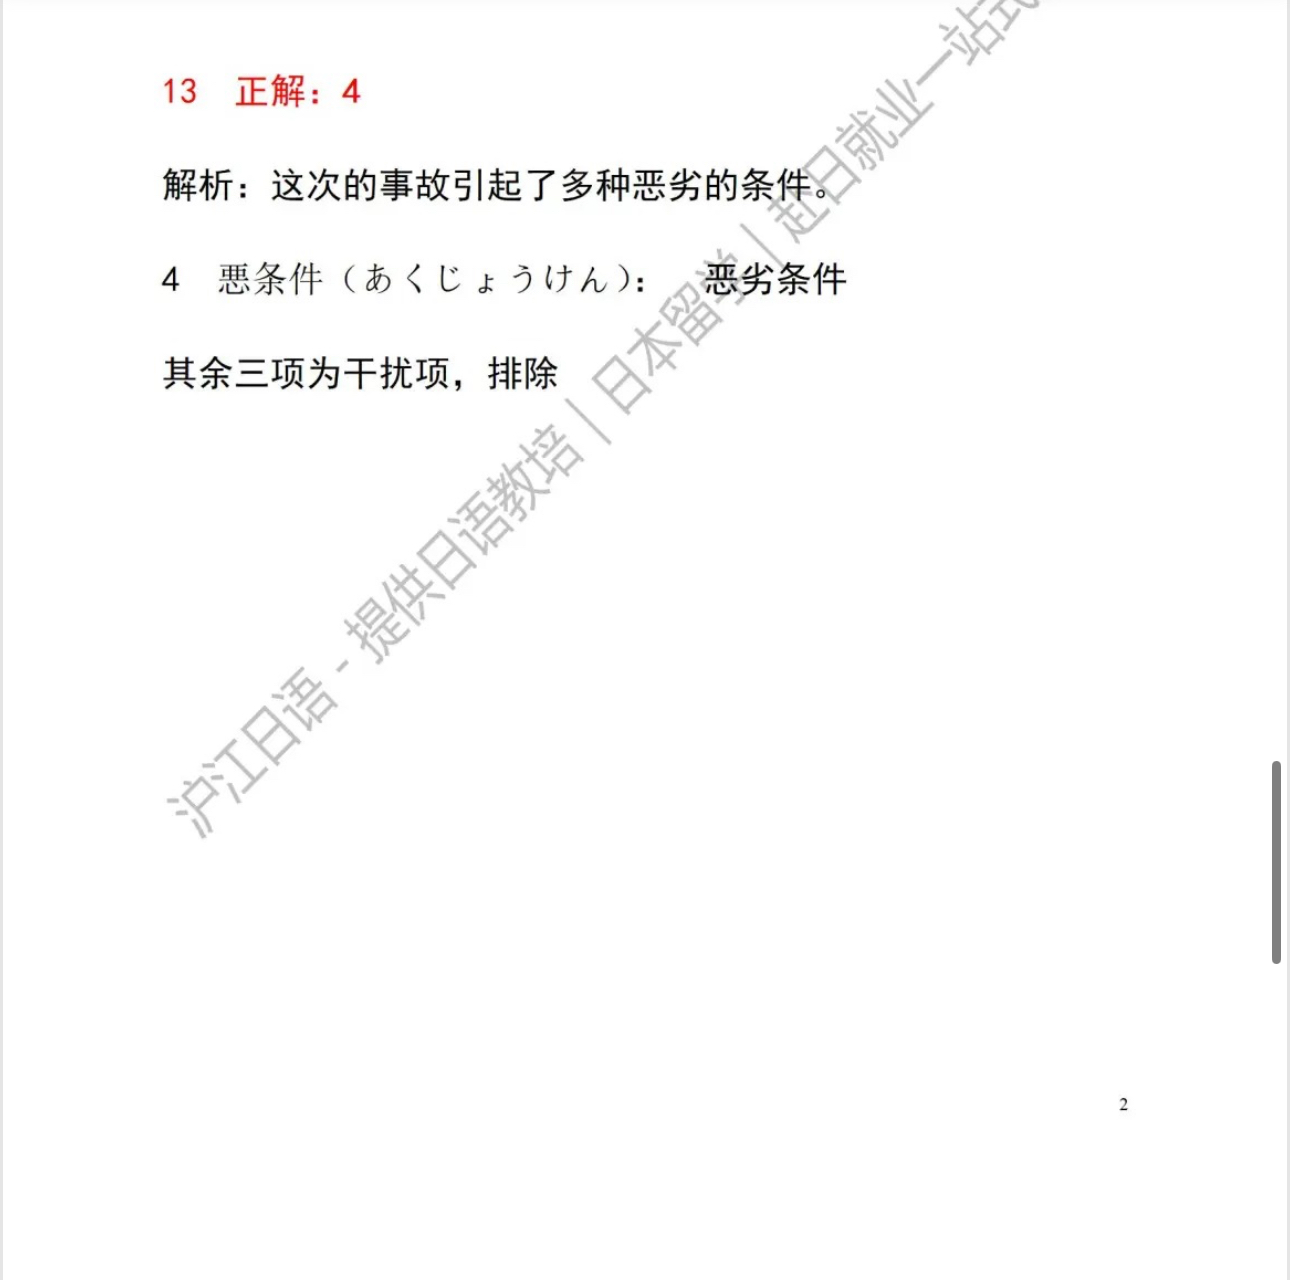 13 正解：4
解析：这次的事故引起了多种恶劣的条件。
4 悪条件（あくじょうけん）： 恶劣条件
其余三项为干扰项，排除
沪江日语 - 提供日语教培｜日本留学｜赴日就业一站式
2